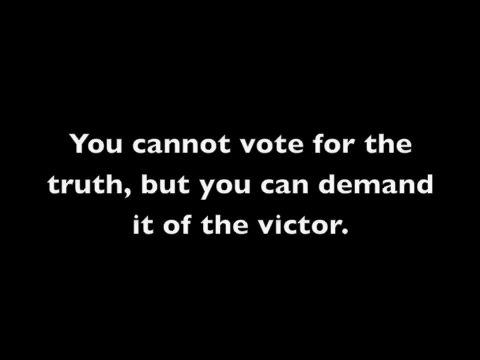 You cannot vote for the
truth, but you can demand
it of the victor.